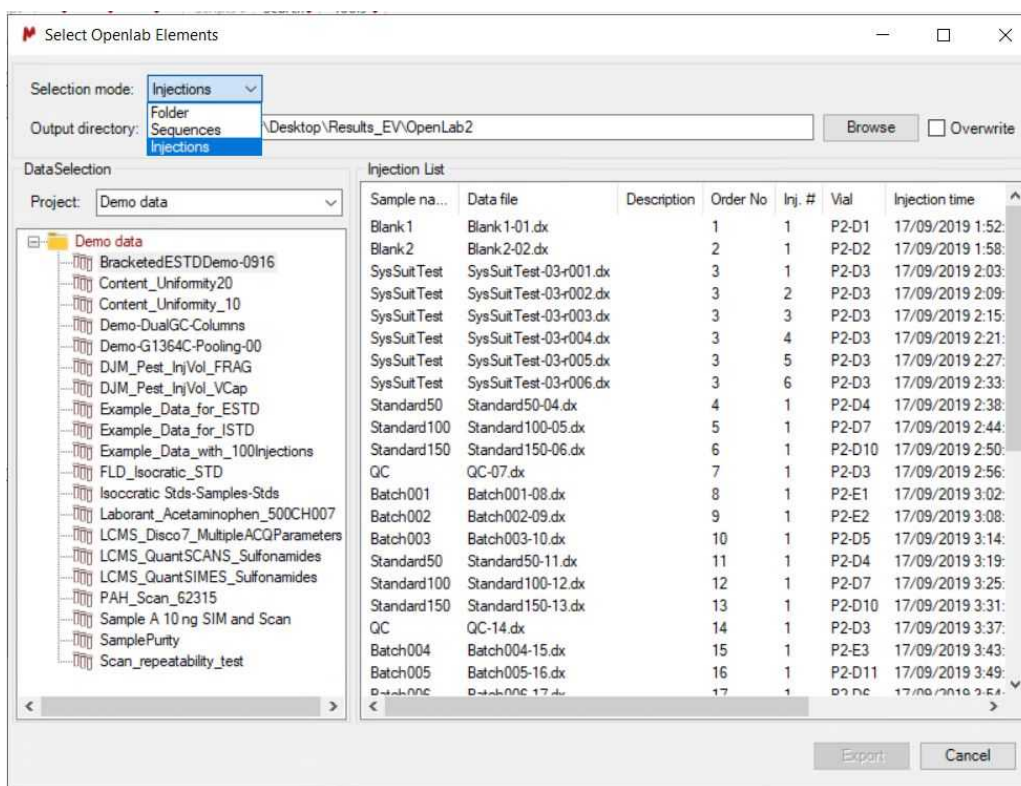 Select Openlab Elements
Selection mode: Injections
Folder
Sequences
Injections
Output directory: \Desktop\Results_EV\OpenLab2 Browse Overwrite
DataSelection
Project: Demo data
Demo data
BracketedESTDDemo-0916
Content_Uniformity20
Content_Uniformity_10
Demo-DualGC-Columns
Demo-G1364C-Pooling-00
DJM_Pest_InjVol_FRAG
DJM_Pest_InjVol_VCap
Example_Data_for_ESTD
Example_Data_for_ISTD
Example_Data_with_100Injections
FLD_Isocratic_STD
Isoccratic Stds-Samples-Stds
Laborant_Acetaminophen_500CH007
LCMS_Disco7_MultipleACQParameters
LCMS_QuantSCANS_Sulfonamides
LCMS_QuantSIMES_Sulfonamides
PAH_Scan_62315
Sample A 10 ng SIM and Scan
SamplePurity
Scan_repeatability_test
Injection List
Sample na... Data file Description Order No Inj. # Vial Injection time
Blank1 Blank1-01.dx 1 1 P2-D1 17/09/2019 1:52:
Blank2 Blank2-02.dx 2 1 P2-D2 17/09/2019 1:58:
SysSuitTest SysSuitTest-03-r001.dx 3 1 P2-D3 17/09/2019 2:03:
SysSuitTest SysSuitTest-03-r002.dx 3 2 P2-D3 17/09/2019 2:09:
SysSuitTest SysSuitTest-03-r003.dx 3 3 P2-D3 17/09/2019 2:15:
SysSuitTest SysSuitTest-03-r004.dx 3 4 P2-D3 17/09/2019 2:21:
SysSuitTest SysSuitTest-03-r005.dx 3 5 P2-D3 17/09/2019 2:27:
SysSuitTest SysSuitTest-03-r006.dx 3 6 P2-D3 17/09/2019 2:33:
Standard50 Standard50-04.dx 4 1 P2-D4 17/09/2019 2:38:
Standard100 Standard100-05.dx 5 1 P2-D7 17/09/2019 2:44:
Standard150 Standard150-06.dx 6 1 P2-D10 17/09/2019 2:50:
QC QC-07.dx 7 1 P2-D3 17/09/2019 2:56:
Batch001 Batch001-08.dx 8 1 P2-E1 17/09/2019 3:02:
Batch002 Batch002-09.dx 9 1 P2-E2 17/09/2019 3:08:
Batch003 Batch003-10.dx 10 1 P2-D5 17/09/2019 3:14:
Standard50 Standard50-11.dx 11 1 P2-D4 17/09/2019 3:19:
Standard100 Standard100-12.dx 12 1 P2-D7 17/09/2019 3:25:
Standard150 Standard150-13.dx 13 1 P2-D10 17/09/2019 3:31:
QC QC-14.dx 14 1 P2-D3 17/09/2019 3:37:
Batch004 Batch004-15.dx 15 1 P2-E3 17/09/2019 3:43:
Batch005 Batch005-16.dx 16 1 P2-D11 17/09/2019 3:49:
Batch006 Batch006-17.dx 17 1 P2-D6 17/09/2019 3:54:
Export Cancel